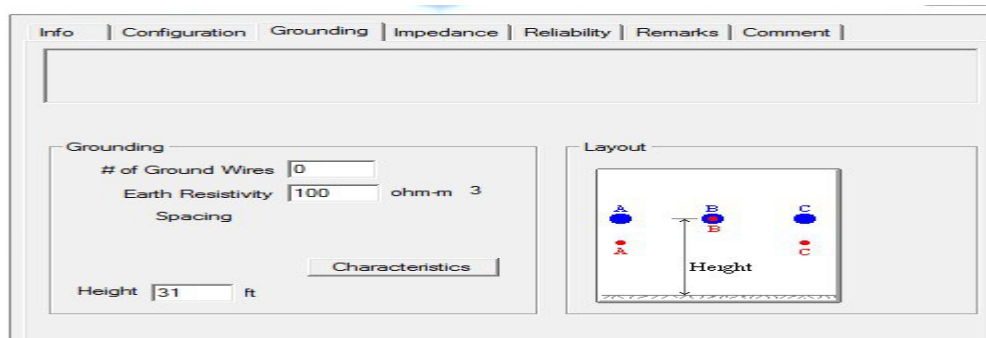 Info | Configuration Grounding | Impedance | Reliability | Remarks | Comment |
Grounding
# of Ground Wires 0
Earth Resistivity 100 ohm-m 3
Spacing
Characteristics
Height 31 ft
Layout
A B C
B
A C
Height